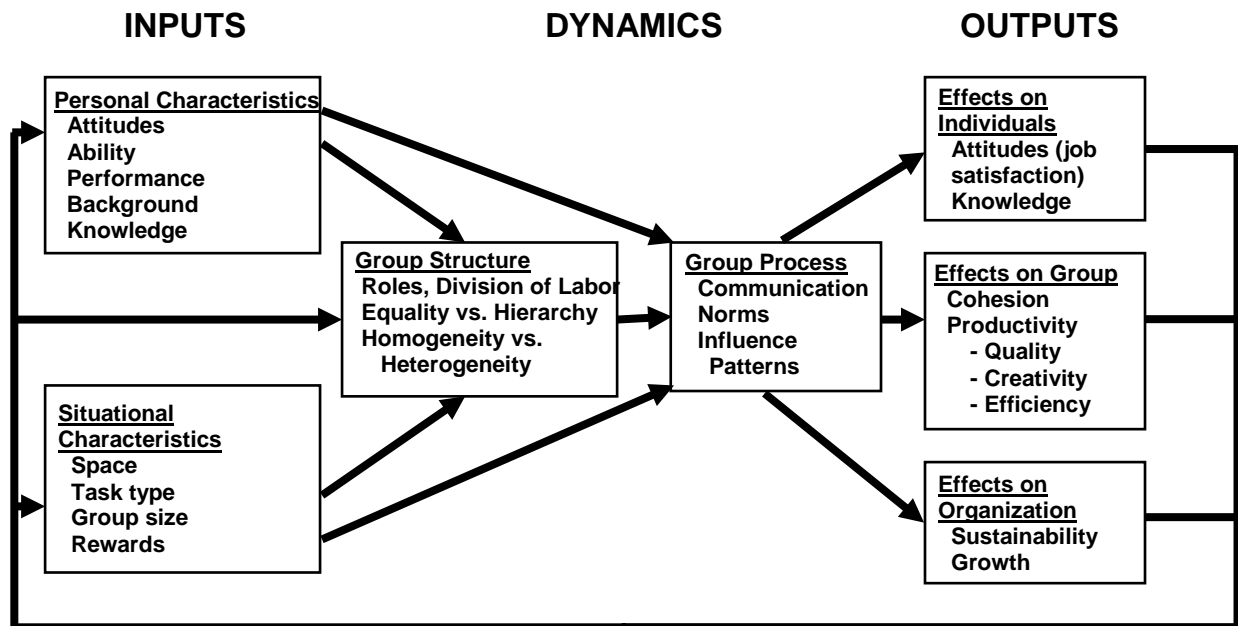 INPUTS
DYNAMICS
OUTPUTS
Personal Characteristics
Attitudes
Ability
Performance
Background
Knowledge
Situational
Characteristics
Space
Task type
Group size
Rewards
Group Structure
Roles, Division of Labor
Equality vs. Hierarchy
Homogeneity vs.
Heterogeneity
Group Process
Communication
Norms
Influence
Patterns
Effects on
Individuals
Attitudes (job
satisfaction)
Knowledge
Effects on Group
Cohesion
Productivity
- Quality
- Creativity
- Efficiency
Effects on
Organization
Sustainability
Growth